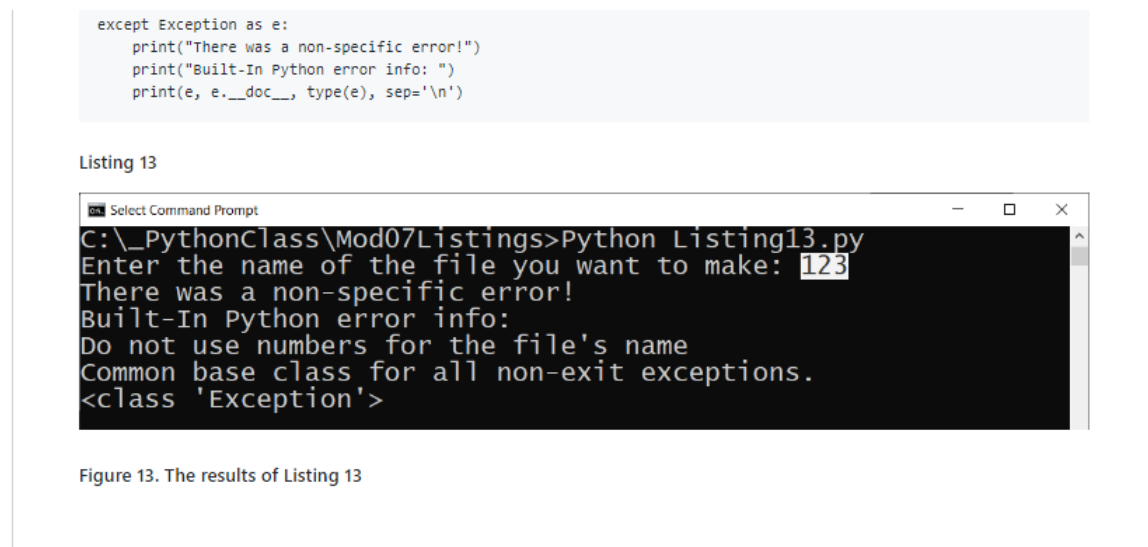 except Exception as e:
    print("There was a non-specific error!")
    print("Built-In Python error info: ")
    print(e, e.__doc__, type(e), sep='\n')
Listing 13
Select Command Prompt
C:\_PythonClass\Mod07Listings>Python Listing13.py
Enter the name of the file you want to make: 123
There was a non-specific error!
Built-In Python error info:
Do not use numbers for the file's name
Common base class for all non-exit exceptions.
<class 'Exception'>
Figure 13. The results of Listing 13